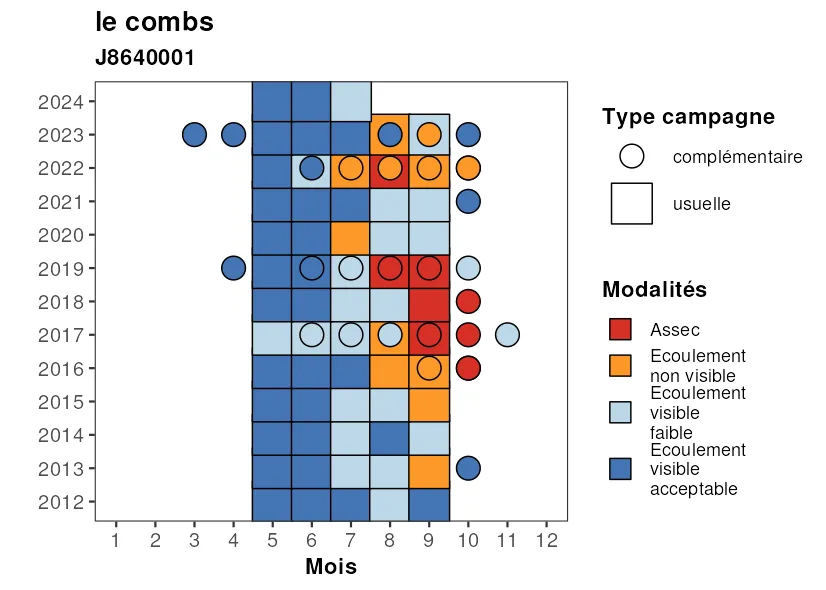 le combs
J8640001
2024
2023
2022
2021
2020
2019
2018
2017
2016
2015
2014
2013
2012
1 2 3 4 5 6 7 8 9 10 11 12
Mois
Type campagne
complémentaire
usuelle
Modalités
Assec
Ecoulement
non visible
Ecoulement
visible
faible
Ecoulement
visible
acceptable